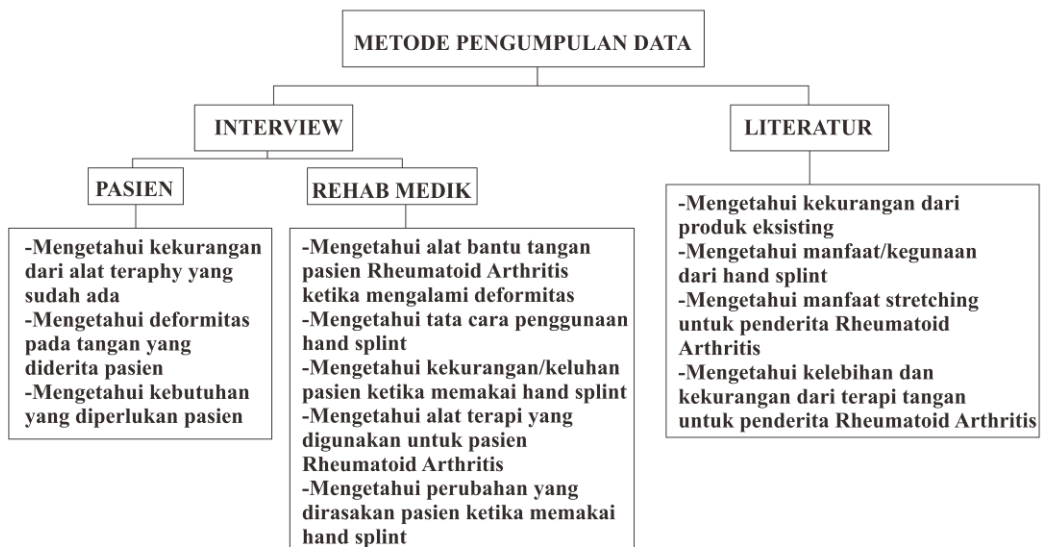 METODE PENGUMPULAN DATA
INTERVIEW
LITERATUR
PASIEN
REHAB MEDIK
-Mengetahui kekurangan
dari alat teraphy yang
sudah ada
-Mengetahui deformitas
pada tangan yang
diderita pasien
-Mengetahui kebutuhan
yang diperlukan pasien
-Mengetahui alat bantu tangan
pasien Rheumatoid Arthritis
ketika mengalami deformitas
-Mengetahui tata cara penggunaan
hand splint
-Mengetahui kekurangan/keluhan
pasien ketika memakai hand splint
-Mengetahui alat terapi yang
digunakan untuk pasien
Rheumatoid Arthritis
-Mengetahui perubahan yang
dirasakan pasien ketika memakai
hand splint
-Mengetahui kekurangan dari
produk eksisting
-Mengetahui manfaat/kegunaan
dari hand splint
-Mengetahui manfaat stretching
untuk penderita Rheumatoid
Arthritis
-Mengetahui kelebihan dan
kekurangan dari terapi tangan
untuk penderita Rheumatoid Arthritis